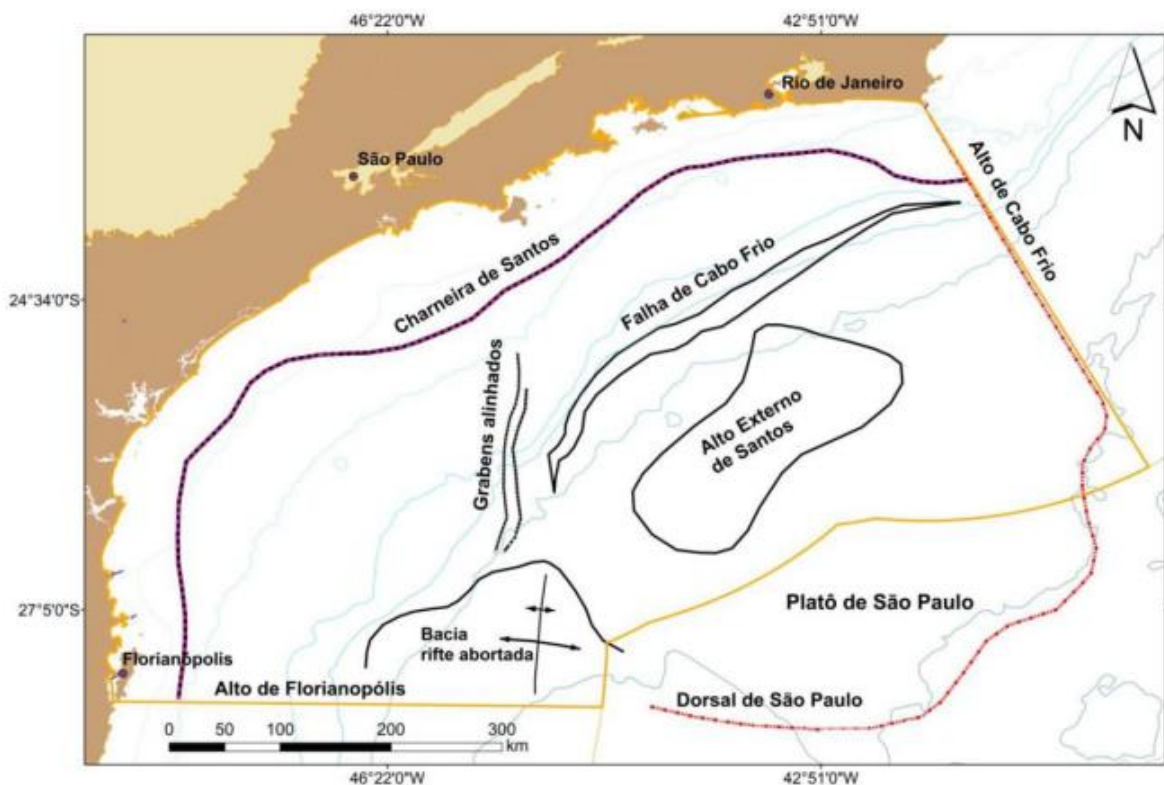 46°22'0"W
42°51'0"W
Rio de Janeiro
N
São Paulo
Alto de Cabo Frio
Charneira de Santos
Falha de Cabo Frio
24°34'0"S
Grabens alinhados
Alto Externo
de Santos
27°5'0"S
Platô de São Paulo
Bacia
rifte abortada
Florianópolis
Alto de Florianopólis
Dorsal de São Paulo
0 50 100 200 300
km
46°22'0"W
42°51'0"W